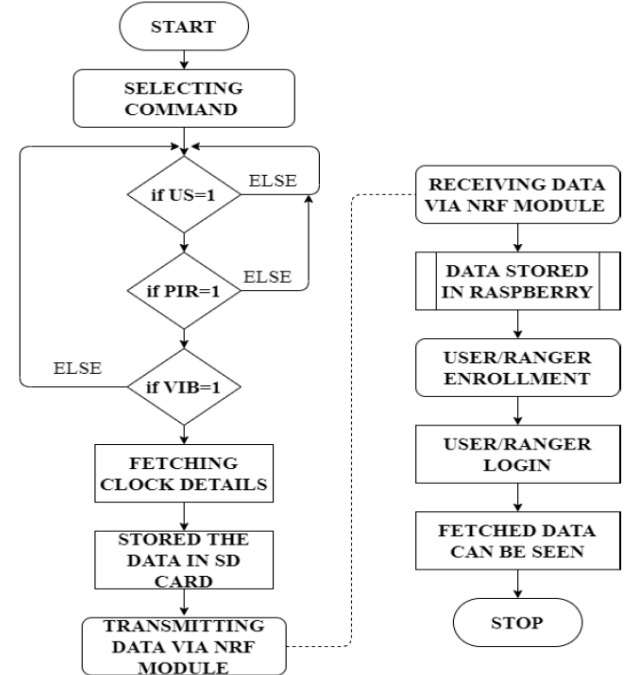 START
SELECTING
COMMAND
if US=1
ELSE
if PIR=1
ELSE
if VIB=1
ELSE
FETCHING
CLOCK DETAILS
STORED THE
DATA IN SD
CARD
TRANSMITTING
DATA VIA NRF
MODULE
RECEIVING DATA
VIA NRF MODULE
DATA STORED
IN RASPBERRY
USER/RANGER
ENROLLMENT
USER/RANGER
LOGIN
FETCHED DATA
CAN BE SEEN
STOP